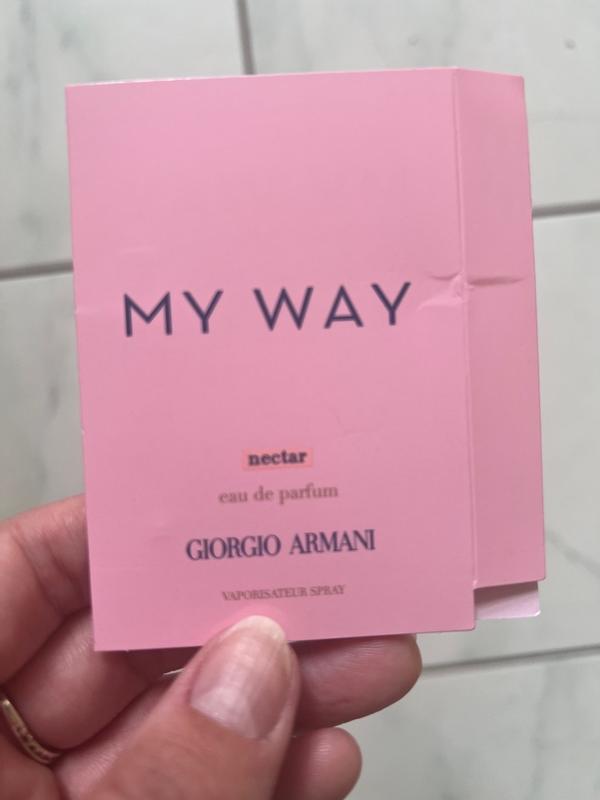 MY WAY
nectar
eau de parfum
GIORGIO ARMANI
VAPORISATEUR SPRAY